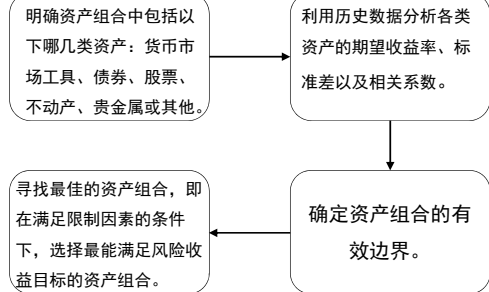 明确资产组合中包括以
下哪几类资产：货币市
场工具、债券、股票、
不动产、贵金属或其他。
利用历史数据分析各类
资产的期望收益率、标
准差以及相关系数。
确定资产组合的有
效边界。
寻找最佳的资产组合，即
在满足限制因素的条件
下，选择最能满足风险收
益目标的资产组合。